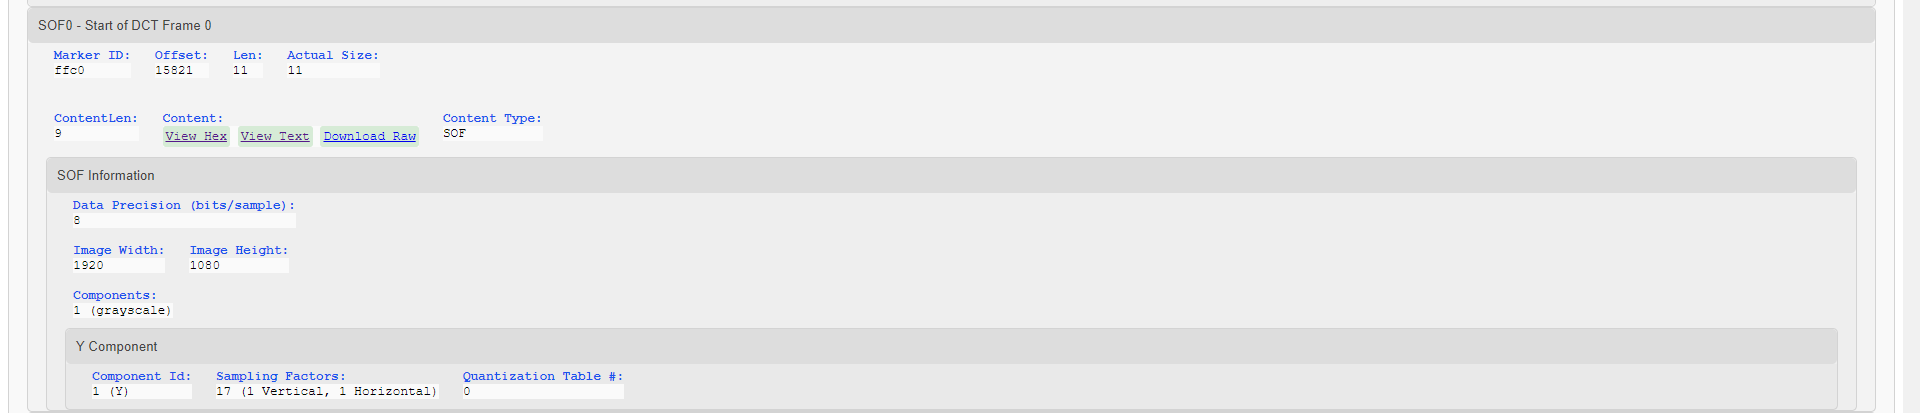 SOF0 - Start of DCT Frame 0
Marker ID: Offset: Len: Actual Size:
ffc0 15821 11 11
ContentLen: Content: Content Type:
9 View Hex View Text Download Raw SOF
SOF Information
Data Precision (bits/sample):
8
Image Width: Image Height:
1920 1080
Components:
1 (grayscale)
Y Component
Component Id: Sampling Factors: Quantization Table #:
1 (Y) 17 (1 Vertical, 1 Horizontal) 0